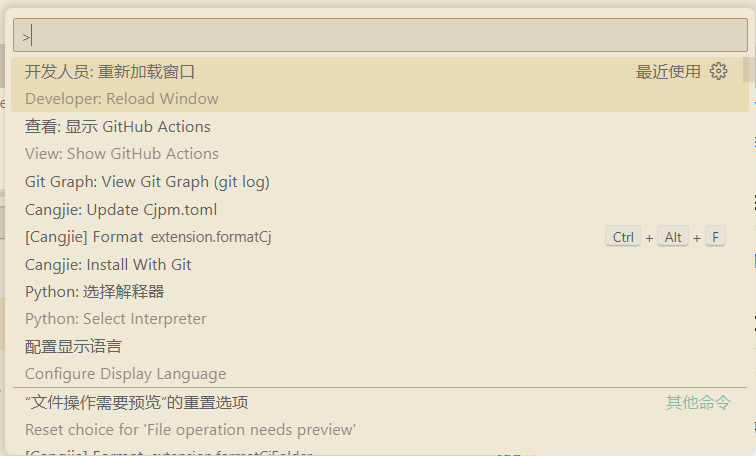 >
开发人员: 重新加载窗口 最近使用
Developer: Reload Window
查看: 显示 GitHub Actions
View: Show GitHub Actions
Git Graph: View Git Graph (git log)
Cangjie: Update Cjpm.toml
[Cangjie] Format extension.formatCj Ctrl + Alt + F
Cangjie: Install With Git
Python: 选择解释器
Python: Select Interpreter
配置显示语言
Configure Display Language
“文件操作需要预览”的重置选项 其他命令
Reset choice for 'File operation needs preview'
[Cangjie] Format extension.formatCjFolder